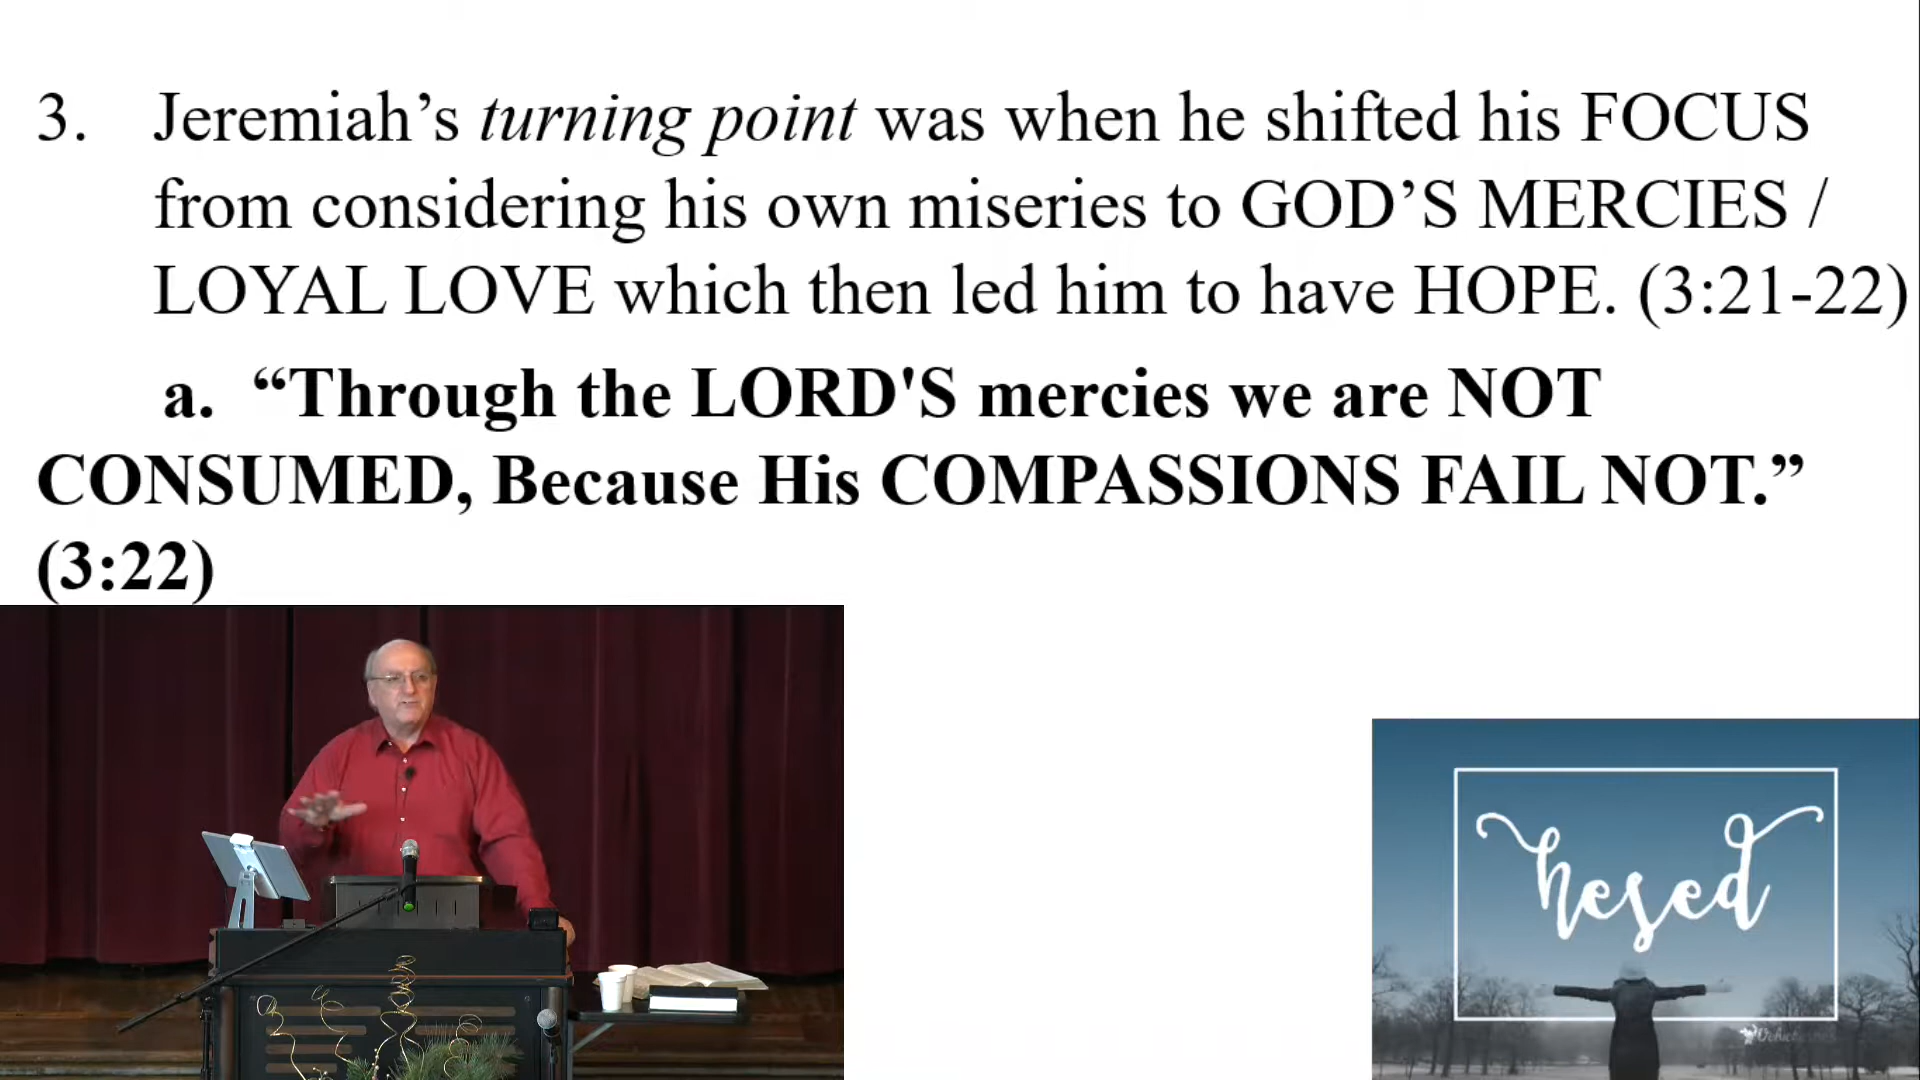 3. Jeremiah’s turning point was when he shifted his FOCUS
from considering his own miseries to GOD’S MERCIES /
LOYAL LOVE which then led him to have HOPE. (3:21-22)
a. “Through the LORD'S mercies we are NOT
CONSUMED, Because His COMPASSIONS FAIL NOT.”
(3:22)
hesed